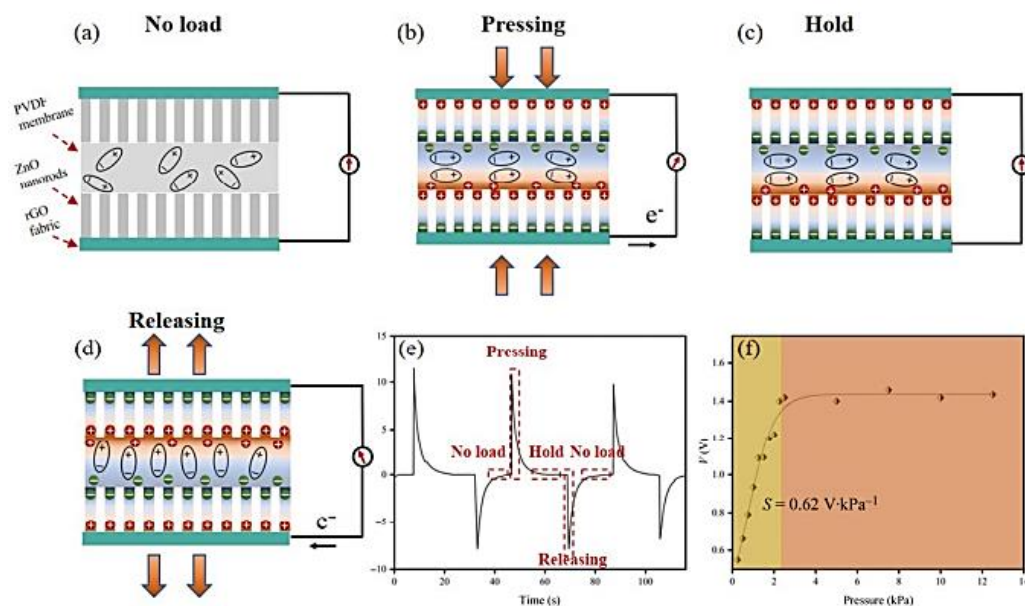 (a)
No load
PVDF
membrane
ZnO
nanorods
rGO
fabric
(b)
Pressing
e⁻
(c)
Hold
(d)
Releasing
e⁻
(e)
15
10
5
0
−5
−10
Pressing
No load
Hold
No load
Releasing
0
20
40
60
80
100
Time (s)
(f)
1.6
1.4
1.2
1.0
0.8
0.6
V (V)
S = 0.62 V·kPa⁻¹
0
2
4
6
8
10
12
14
Pressure (kPa)